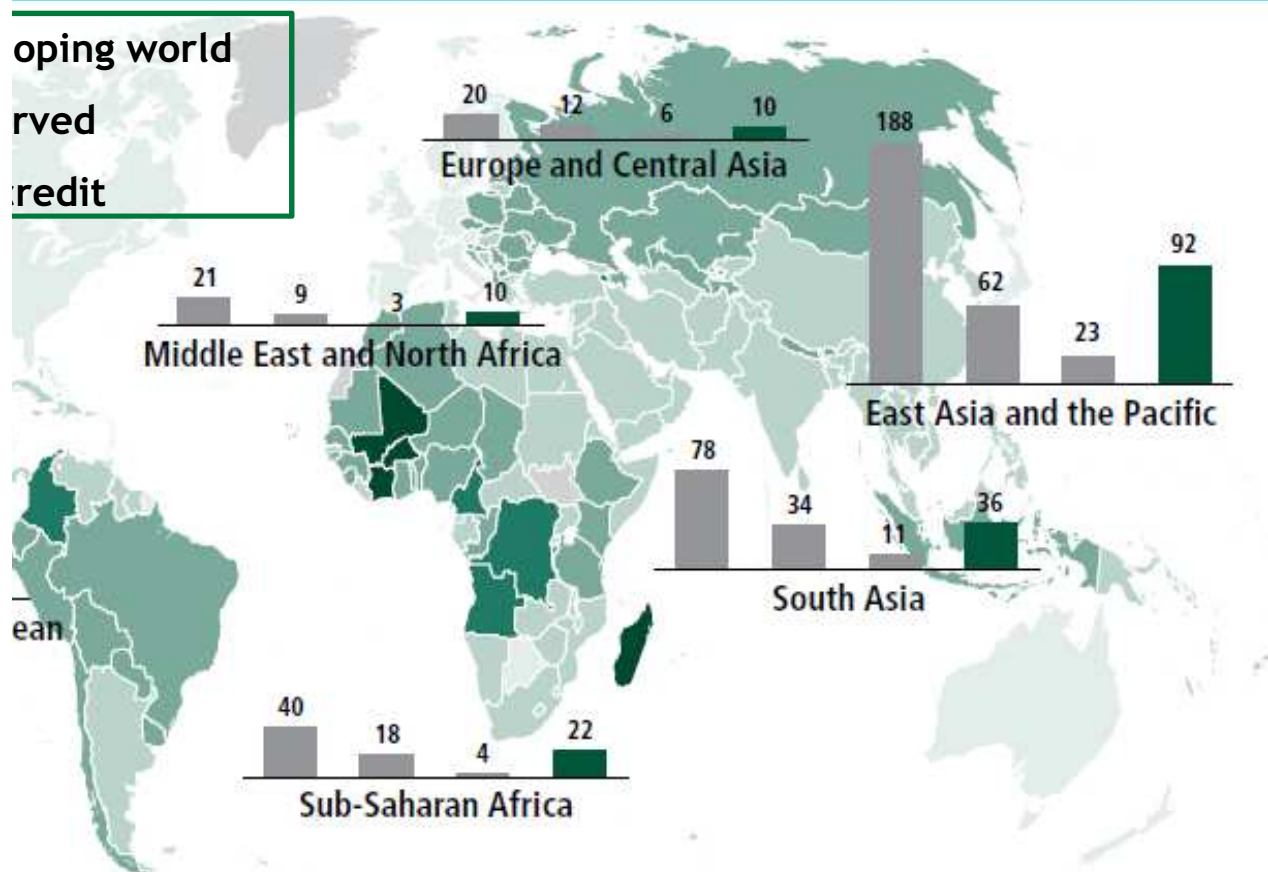 oping world
rved
credit
20 12 6 10
Europe and Central Asia
188 62 23 92
East Asia and the Pacific
21 9 3 10
Middle East and North Africa
78 34 11 36
South Asia
ean
40 18 4 22
Sub-Saharan Africa